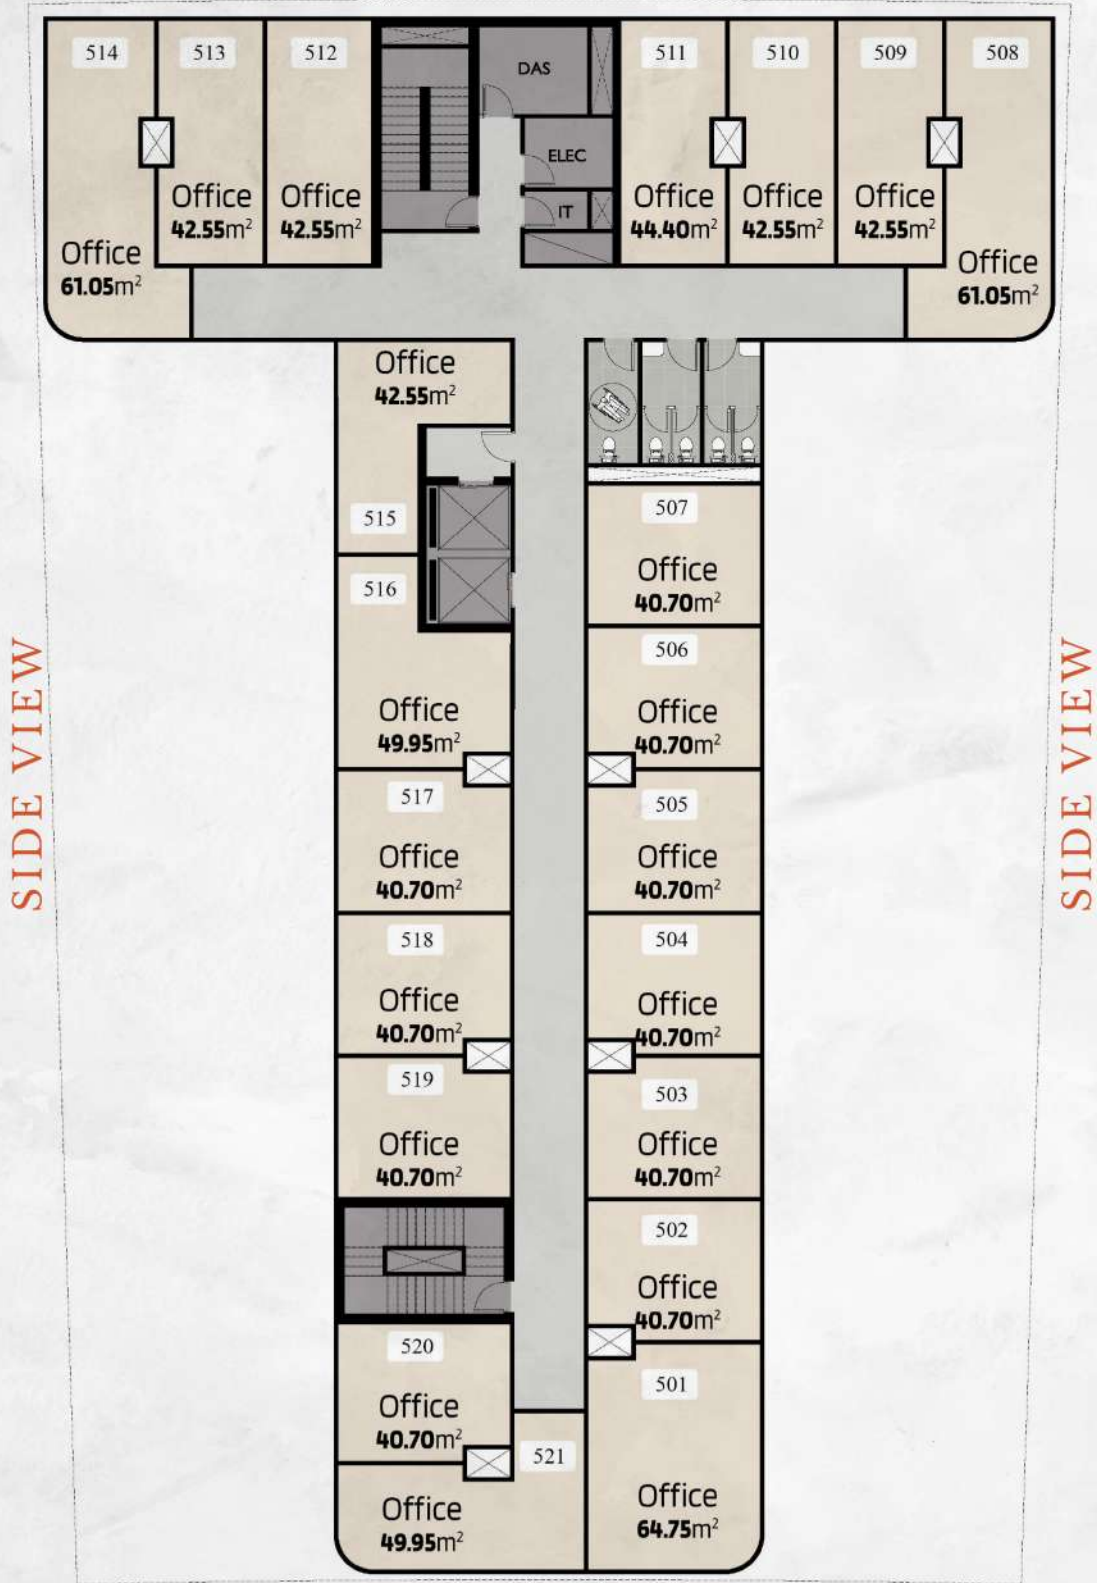 514
513
512
DAS
511
510
509
508
ELEC
IT
Office
42.55m²
Office
42.55m²
Office
44.40m²
Office
42.55m²
Office
42.55m²
Office
61.05m²
Office
61.05m²
Office
42.55m²
515
507
Office
40.70m²
516
Office
49.95m²
506
Office
40.70m²
SIDE VIEW
SIDE VIEW
517
Office
40.70m²
505
Office
40.70m²
518
Office
40.70m²
504
Office
40.70m²
519
Office
40.70m²
503
Office
40.70m²
502
Office
40.70m²
520
Office
40.70m²
501
Office
64.75m²
521
Office
49.95m²